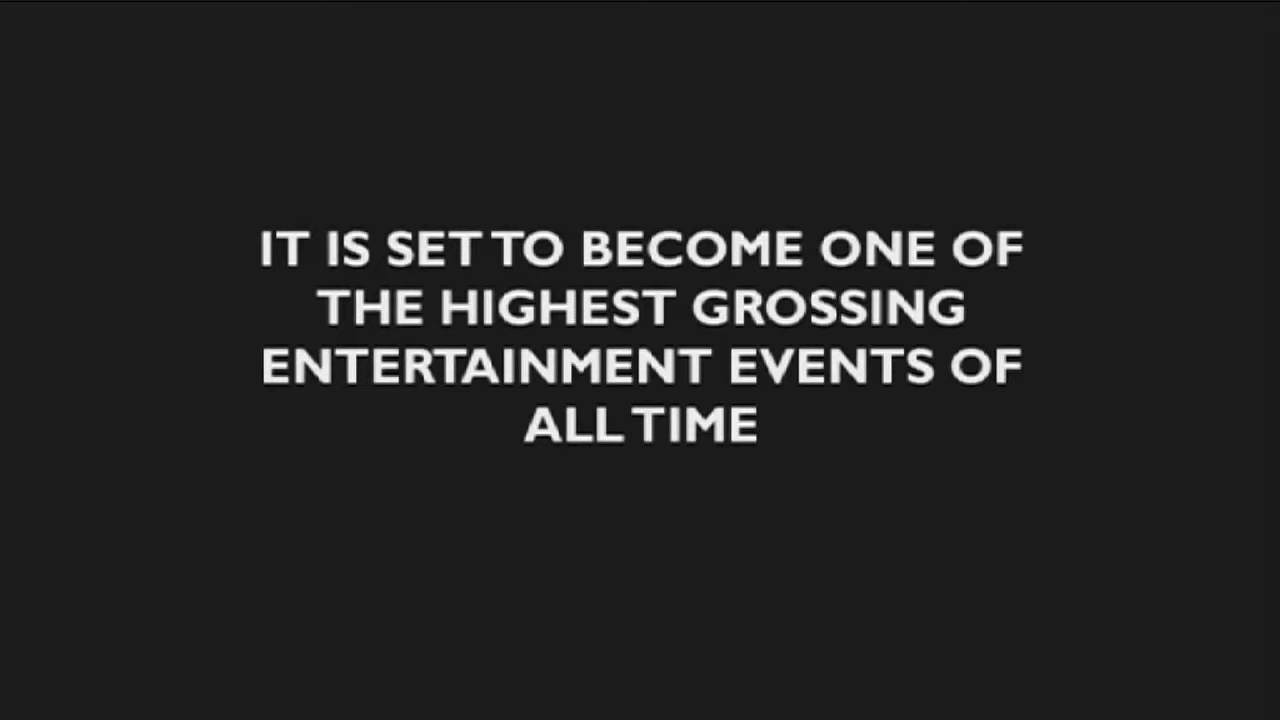 IT IS SET TO BECOME ONE OF
THE HIGHEST GROSSING
ENTERTAINMENT EVENTS OF
ALL TIME